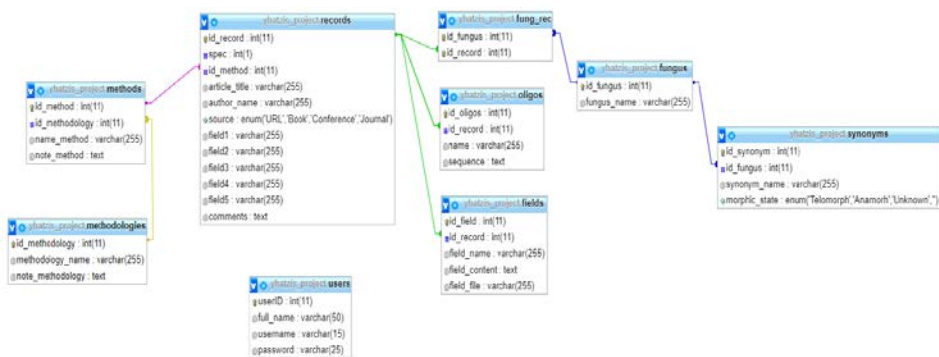 yhatzis_project.records
id_record : int(11)
spec : int(1)
id_method : int(11)
article_title : varchar(255)
author_name : varchar(255)
source : enum('URL','Book','Conference','Journal')
field1 : varchar(255)
field2 : varchar(255)
field3 : varchar(255)
field4 : varchar(255)
field5 : varchar(255)
comments : text
yhatzis_project.fung_rec
id_fungus : int(11)
id_record : int(11)
yhatzis_project.fungus
id_fungus : int(11)
fungus_name : varchar(255)
yhatzis_project.methods
id_method : int(11)
id_methodology : int(11)
name_method : varchar(255)
note_method : text
yhatzis_project.oligos
id_oligos : int(11)
id_record : int(11)
name : varchar(255)
sequence : text
yhatzis_project.synonyms
id_synonym : int(11)
id_fungus : int(11)
synonym_name : varchar(255)
morphic_state : enum('Telomorph','Anamorh','Unknown','')
yhatzis_project.methodologies
id_methodology : int(11)
methodology_name : varchar(255)
note_methodology : text
yhatzis_project.fields
id_field : int(11)
id_record : int(11)
field_name : varchar(255)
field_content : text
field_file : varchar(255)
yhatzis_project.users
userID : int(11)
full_name : varchar(50)
username : varchar(15)
password : varchar(25)